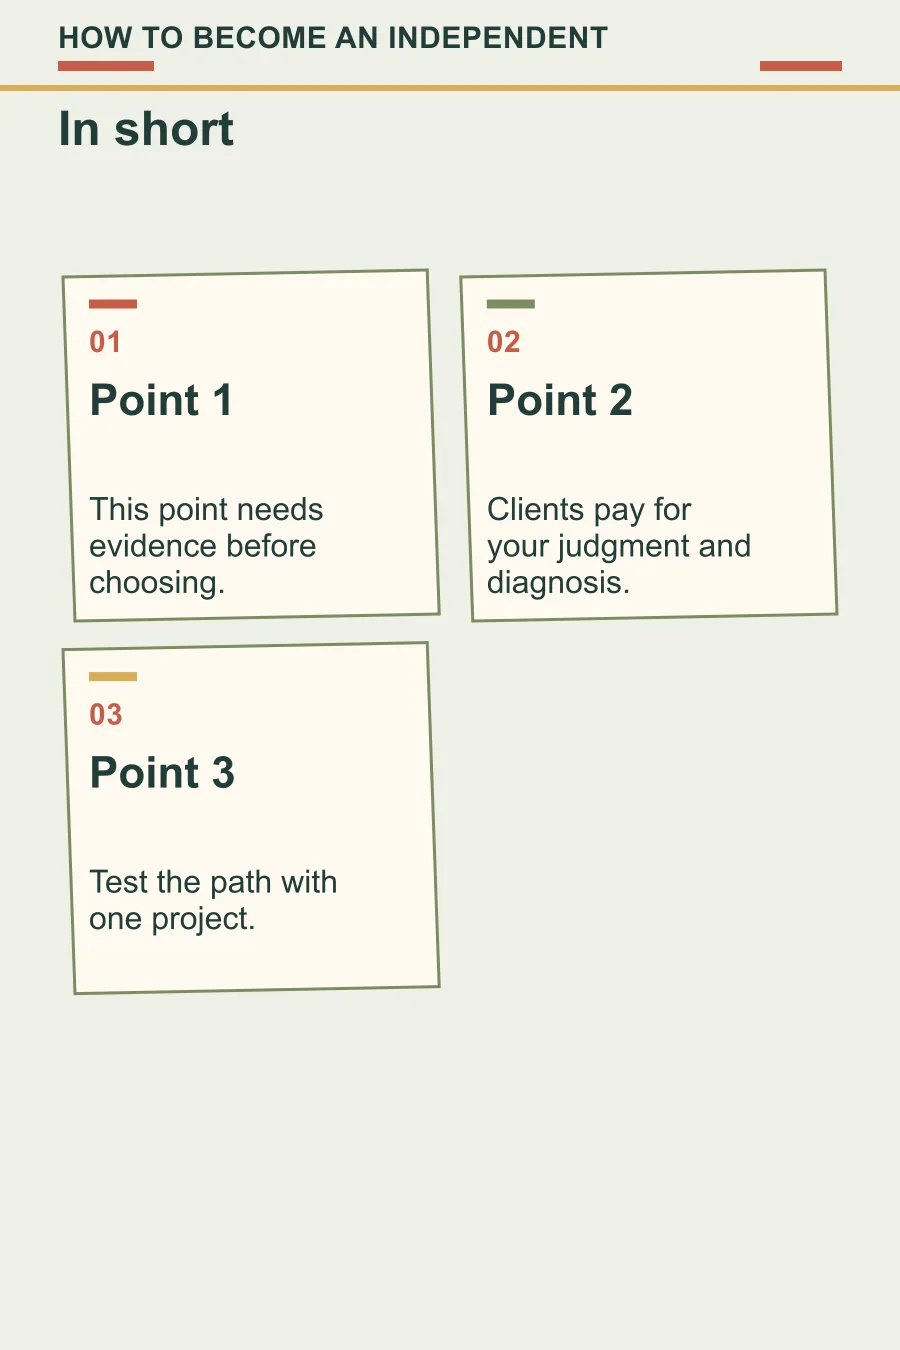 HOW TO BECOME AN INDEPENDENT
In short
01
Point 1
This point needs
evidence before
choosing.
02
Point 2
Clients pay for
your judgment and
diagnosis.
03
Point 3
Test the path with
one project.